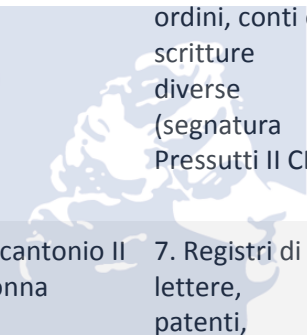 ordini, conti
scritture
diverse
(segnatura
Pressutti II
cantonio II 7. Registri di
onna lettere,
patenti,